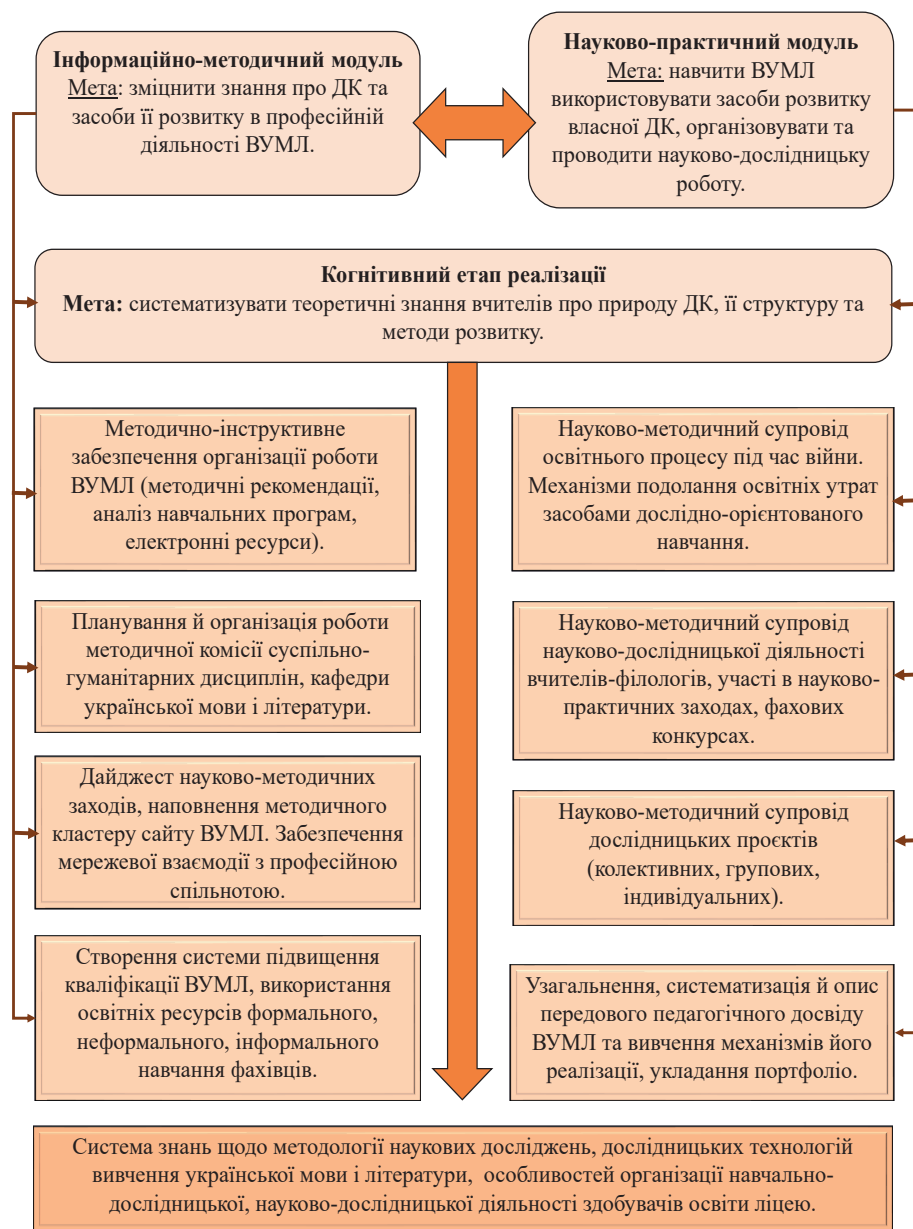 Інформаційно-методичний модуль
Мета: зміцнити знання про ДК та
засоби її розвитку в професійній
діяльності ВУМЛ.
Науково-практичний модуль
Мета: навчити ВУМЛ
використовувати засоби розвитку
власної ДК, організовувати та
проводити науково-дослідницьку
роботу.
Когнітивний етап реалізації
Мета: систематизувати теоретичні знання вчителів про природу ДК, її структуру та
методи розвитку.
Методично-інструктивне
забезпечення організації роботи
ВУМЛ (методичні рекомендації,
аналіз навчальних програм,
електронні ресурси).
Планування й організація роботи
методичної комісії суспільно-
гуманітарних дисциплін, кафедри
української мови і літератури.
Дайджест науково-методичних
заходів, наповнення методичного
кластеру сайту ВУМЛ. Забезпечення
мережевої взаємодії з професійною
спільнотою.
Створення системи підвищення
кваліфікації ВУМЛ, використання
освітніх ресурсів формального,
неформального, інформального
навчання фахівців.
Науково-методичний супровід
освітнього процесу під час війни.
Механізми подолання освітніх утрат
засобами дослідно-орієнтованого
навчання.
Науково-методичний супровід
науково-дослідницької діяльності
вчителів-філологів, участі в науково-
практичних заходах, фахових
конкурсах.
Науково-методичний супровід
дослідницьких проєктів
(колективних, групових,
індивідуальних).
Узагальнення, систематизація й опис
передового педагогічного досвіду
ВУМЛ та вивчення механізмів його
реалізації, укладання портфоліо.
Система знань щодо методології наукових досліджень, дослідницьких технологій
вивчення української мови і літератури, особливостей організації навчально-
дослідницької, науково-дослідницької діяльності здобувачів освіти ліцею.